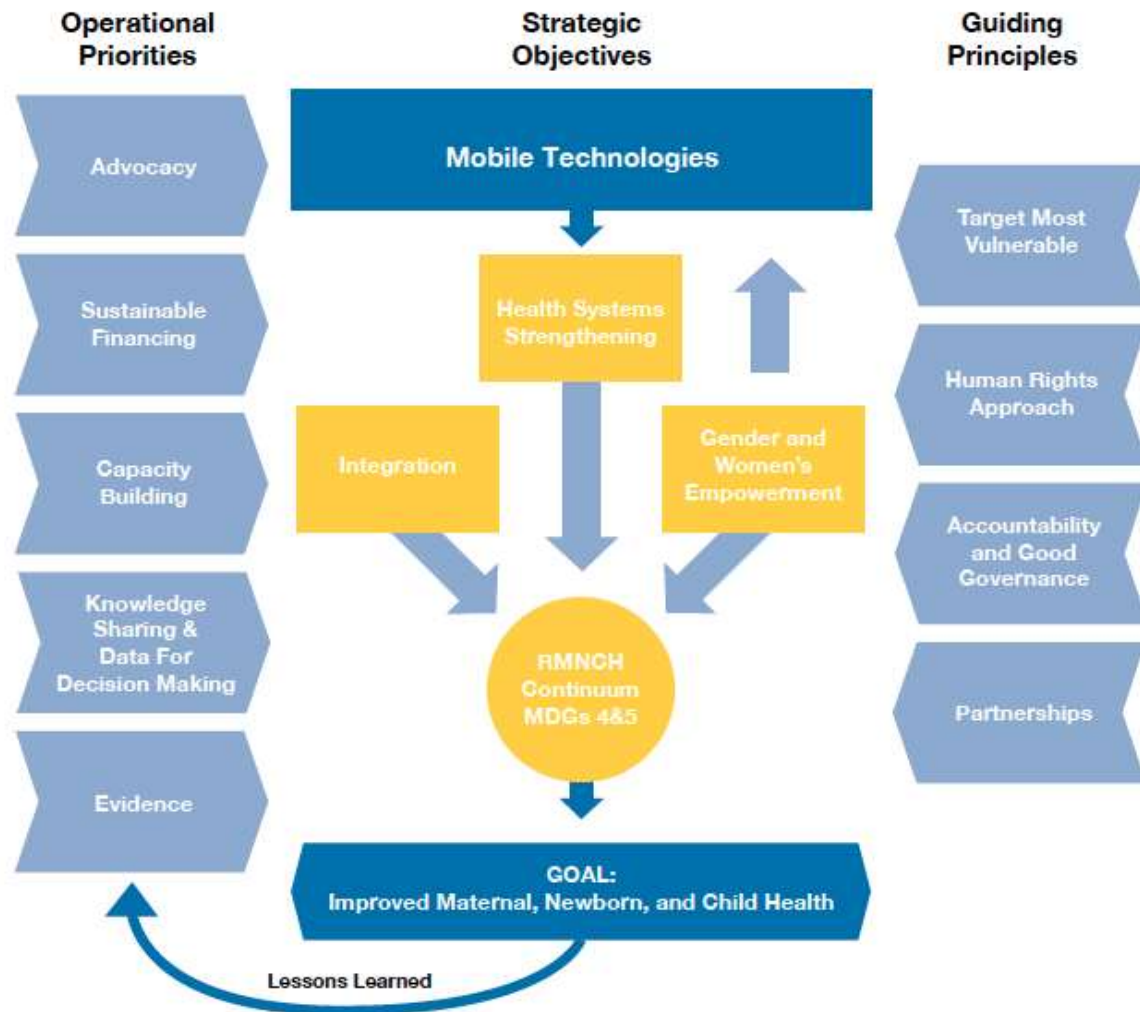 Operational
Priorities
Advocacy
Sustainable
Financing
Capacity
Building
Knowledge
Sharing &
Data For
Decision Making
Evidence
Strategic
Objectives
Mobile Technologies
Health Systems
Strengthening
Integration
Gender and
Women's
Empowerment
RMNCH
Continuum
MDGs 4&5
GOAL:
Improved Maternal, Newborn, and Child Health
Lessons Learned
Guiding
Principles
Target Most
Vulnerable
Human Rights
Approach
Accountability
and Good
Governance
Partnerships